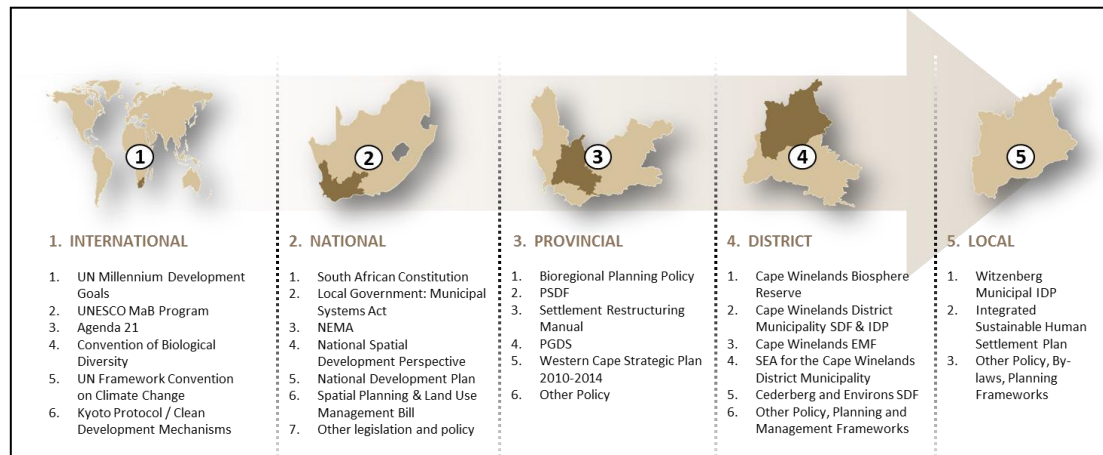 1
2
3
4
5
1. INTERNATIONAL
1. UN Millennium Development
Goals
2. UNESCO MaB Program
3. Agenda 21
4. Convention of Biological
Diversity
5. UN Framework Convention
on Climate Change
6. Kyoto Protocol / Clean
Development Mechanisms
2. NATIONAL
1. South African Constitution
2. Local Government: Municipal
Systems Act
3. NEMA
4. National Spatial
Development Perspective
5. National Development Plan
6. Spatial Planning & Land Use
Management Bill
7. Other legislation and policy
3. PROVINCIAL
1. Bioregional Planning Policy
2. PSDF
3. Settlement Restructuring
Manual
4. PGDS
5. Western Cape Strategic Plan
2010-2014
6. Other Policy
4. DISTRICT
1. Cape Winelands Biosphere
Reserve
2. Cape Winelands District
Municipality SDF & IDP
3. Cape Winelands EMF
4. SEA for the Cape Winelands
District Municipality
5. Cederberg and Environs SDF
6. Other Policy, Planning and
Management Frameworks
5. LOCAL
1. Witzenberg
Municipal IDP
2. Integrated
Sustainable Human
Settlement Plan
3. Other Policy, By-
laws, Planning
Frameworks